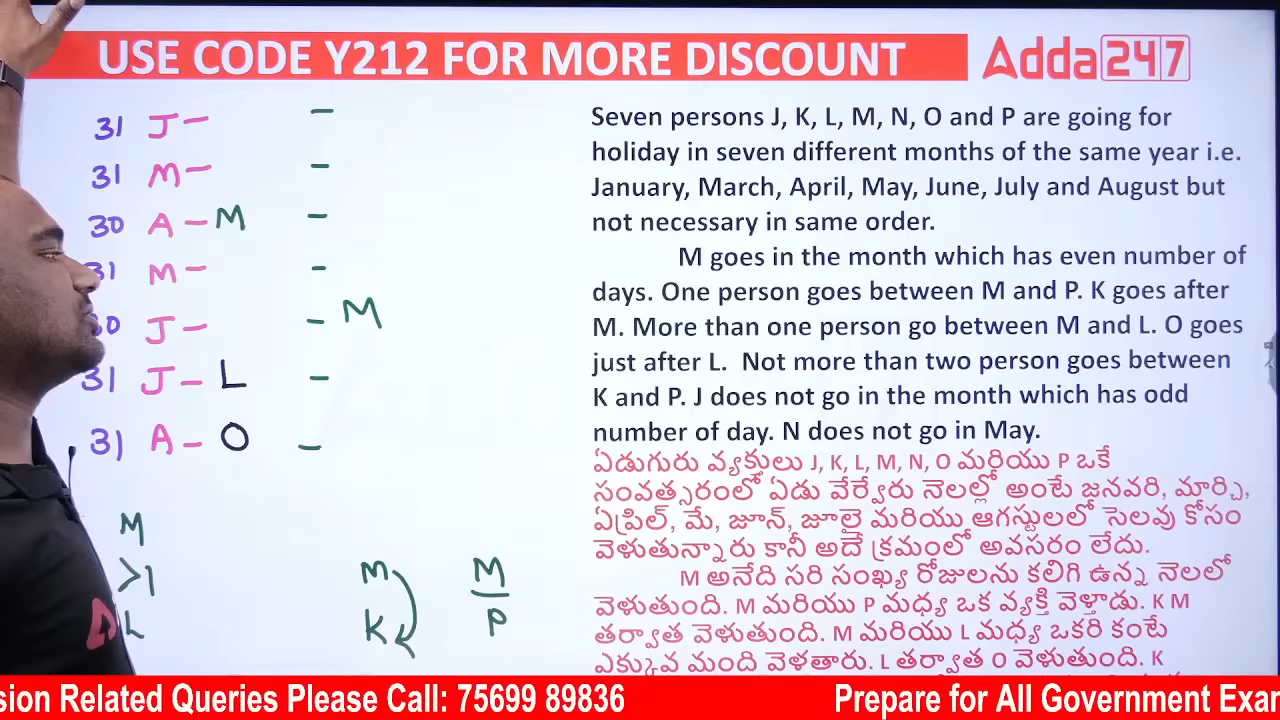 USE CODE Y212 FOR MORE DISCOUNT
Adda 247
31 J – –
31 M – –
30 A – M –
31 M – –
30 J – – M
31 J – L –
31 A – O –
M
>1
L
M
K
M
P
Seven persons J, K, L, M, N, O and P are going for
holiday in seven different months of the same year i.e.
January, March, April, May, June, July and August but
not necessary in same order.
M goes in the month which has even number of
days. One person goes between M and P. K goes after
M. More than one person go between M and L. O goes
just after L. Not more than two person goes between
K and P. J does not go in the month which has odd
number of day. N does not go in May.
ఏడుగురు వ్యక్తులు J, K, L, M, N, O మరియు P ఒకే
సంవత్సరంలో ఏడు వేర్వేరు నెలల్లో అంటే జనవరి, మార్చి,
ఏప్రిల్, మే, జూన్, జూలై మరియు ఆగస్టులలో సెలవు కోసం
వెళుతున్నారు కానీ అదే క్రమంలో అవసరం లేదు.
M అనేది సరి సంఖ్య రోజులను కలిగి ఉన్న నెలలో
వెళుతుంది. M మరియు P మధ్య ఒక వ్యక్తి వెళ్తాడు. K M
తర్వాత వెళుతుంది. M మరియు L మధ్య ఒకరి కంటే
ఎక్కువ మంది వెళతారు. L తర్వాత O వెళుతుంది. K
sion Related Queries Please Call: 75699 89836 Prepare for All Government Exar